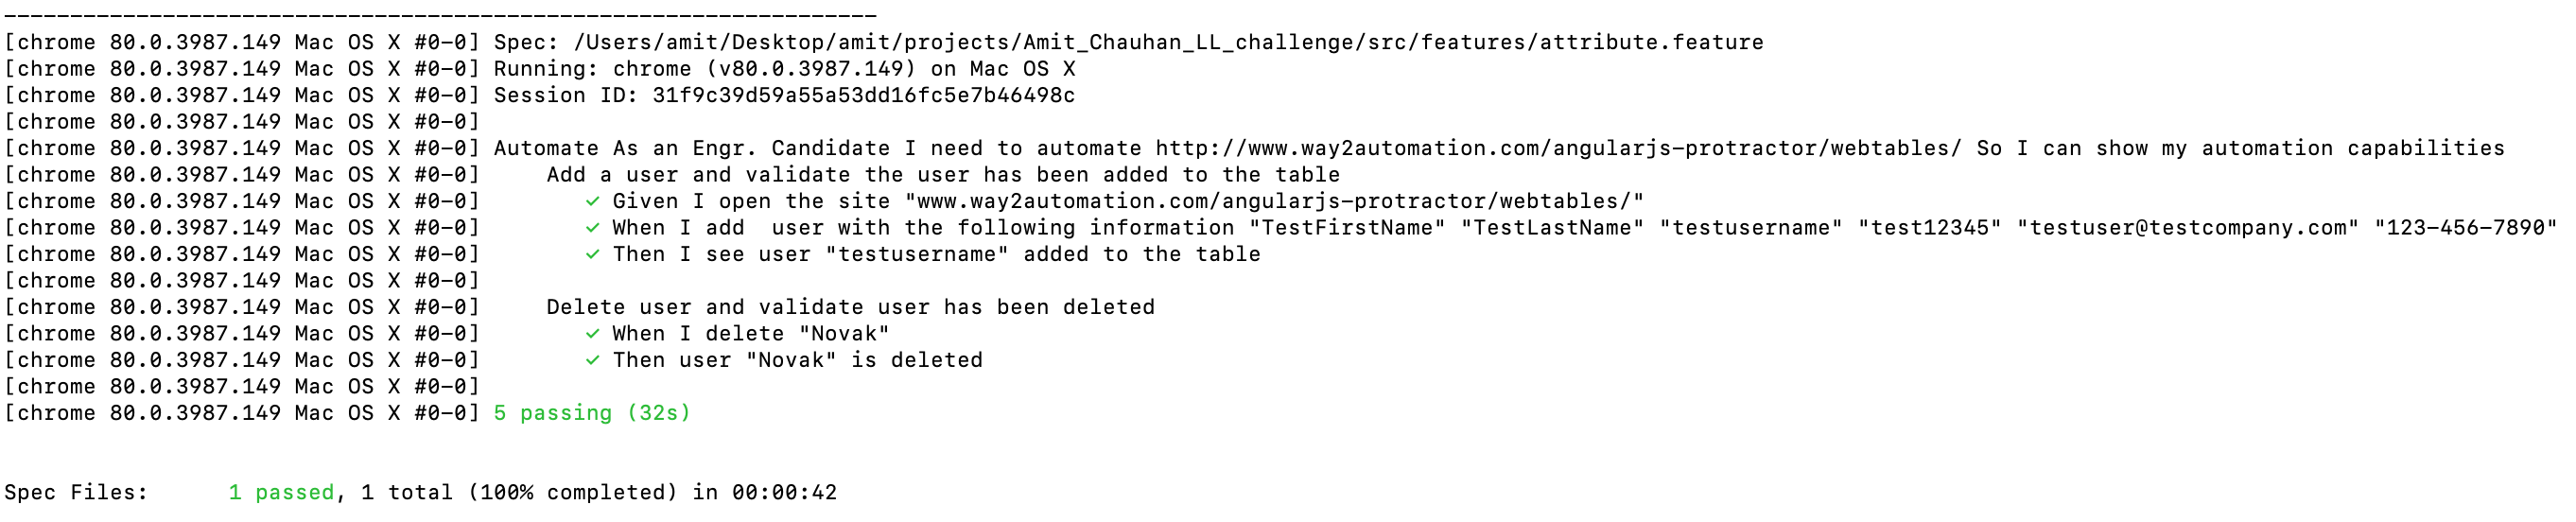 ------------------------------------------------------------------
[chrome 80.0.3987.149 Mac OS X #0-0] Spec: /Users/amit/Desktop/amit/projects/Amit_Chauhan_LL_challenge/src/features/attribute.feature
[chrome 80.0.3987.149 Mac OS X #0-0] Running: chrome (v80.0.3987.149) on Mac OS X
[chrome 80.0.3987.149 Mac OS X #0-0] Session ID: 31f9c39d59a55a53dd16fc5e7b46498c
[chrome 80.0.3987.149 Mac OS X #0-0]
[chrome 80.0.3987.149 Mac OS X #0-0] Automate As an Engr. Candidate I need to automate http://www.way2automation.com/angularjs-protractor/webtables/ So I can show my automation capabilities
[chrome 80.0.3987.149 Mac OS X #0-0]     Add a user and validate the user has been added to the table
[chrome 80.0.3987.149 Mac OS X #0-0]        ✓ Given I open the site "www.way2automation.com/angularjs-protractor/webtables/"
[chrome 80.0.3987.149 Mac OS X #0-0]        ✓ When I add  user with the following information "TestFirstName" "TestLastName" "testusername" "test12345" "testuser@testcompany.com" "123-456-7890"
[chrome 80.0.3987.149 Mac OS X #0-0]        ✓ Then I see user "testusername" added to the table
[chrome 80.0.3987.149 Mac OS X #0-0]
[chrome 80.0.3987.149 Mac OS X #0-0]     Delete user and validate user has been deleted
[chrome 80.0.3987.149 Mac OS X #0-0]        ✓ When I delete "Novak"
[chrome 80.0.3987.149 Mac OS X #0-0]        ✓ Then user "Novak" is deleted
[chrome 80.0.3987.149 Mac OS X #0-0]
[chrome 80.0.3987.149 Mac OS X #0-0] 5 passing (32s)
Spec Files:      1 passed, 1 total (100% completed) in 00:00:42